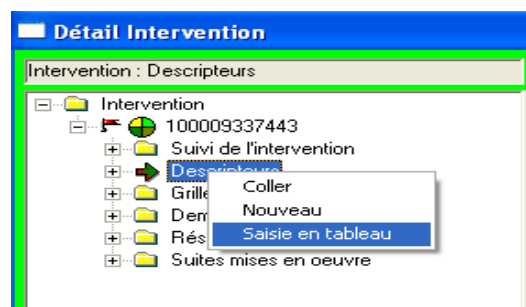 Détail Intervention
Intervention : Descripteurs
Intervention
100009337443
Suivi de l'intervention
Descripteurs
Coller
Grille
Nouveau
Dem
Saisie en tableau
Rés
Suites mises en oeuvre